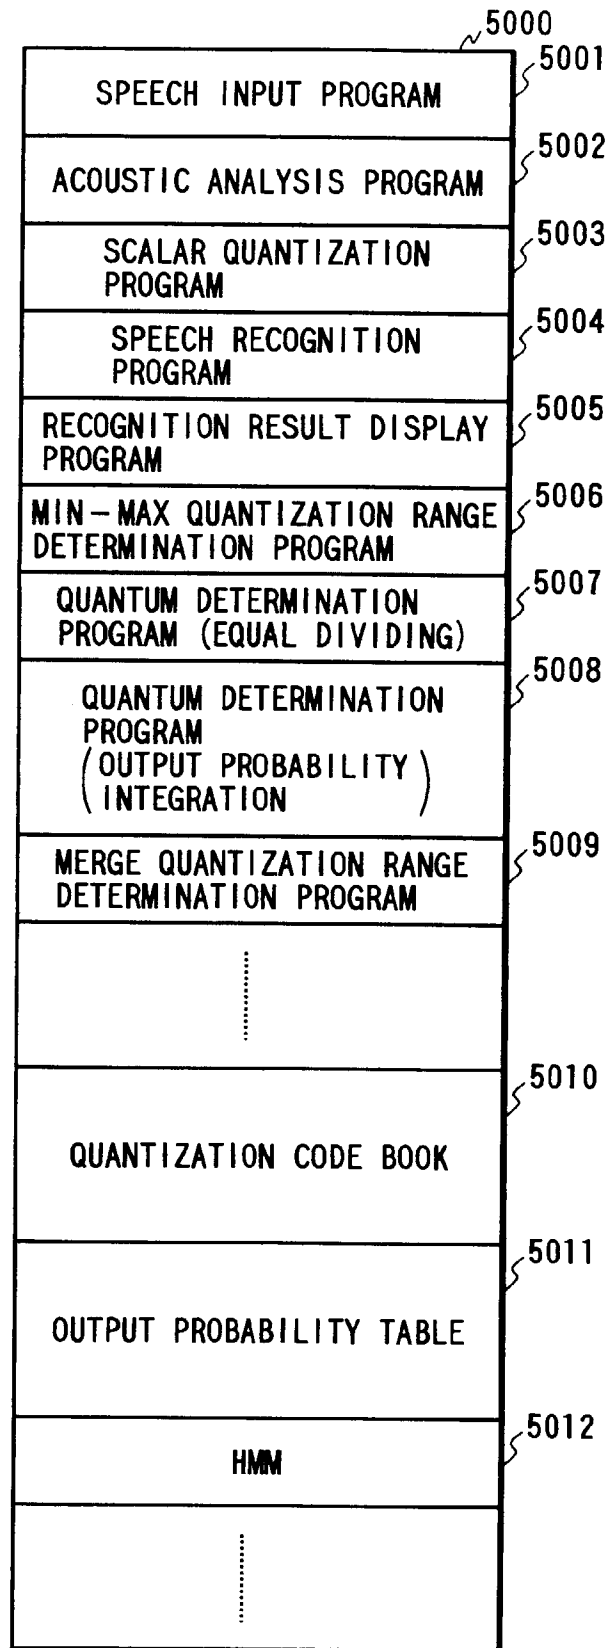 5000
5001
SPEECH INPUT PROGRAM
5002
ACOUSTIC ANALYSIS PROGRAM
5003
SCALAR QUANTIZATION
PROGRAM
5004
SPEECH RECOGNITION
PROGRAM
5005
RECOGNITION RESULT DISPLAY
PROGRAM
5006
MIN-MAX QUANTIZATION RANGE
DETERMINATION PROGRAM
5007
QUANTUM DETERMINATION
PROGRAM (EQUAL DIVIDING)
5008
QUANTUM DETERMINATION
PROGRAM
(OUTPUT PROBABILITY
INTEGRATION)
5009
MERGE QUANTIZATION RANGE
DETERMINATION PROGRAM
5010
QUANTIZATION CODE BOOK
5011
OUTPUT PROBABILITY TABLE
5012
HMM